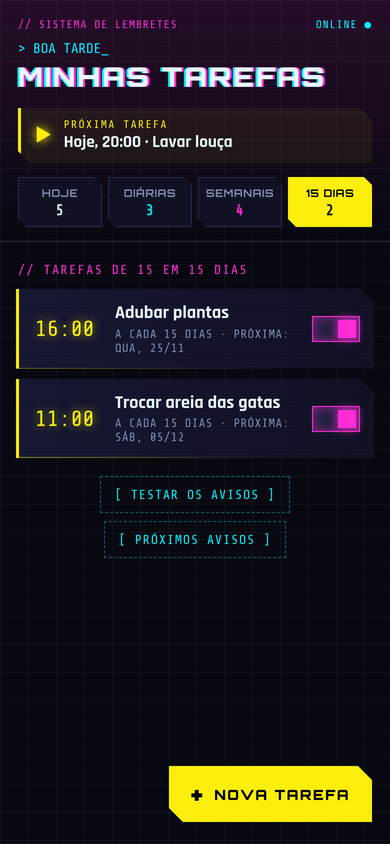 // SISTEMA DE LEMBRETES
ONLINE
> BOA TARDE_
MINHAS TAREFAS
PRÓXIMA TAREFA
Hoje, 20:00 · Lavar louça
HOJE
5
DIÁRIAS
3
SEMANAIS
4
15 DIAS
2
// TAREFAS DE 15 EM 15 DIAS
16:00
Adubar plantas
A CADA 15 DIAS · PRÓXIMA:
QUA, 25/11
11:00
Trocar areia das gatas
A CADA 15 DIAS · PRÓXIMA:
SÁB, 05/12
[ TESTAR OS AVISOS ]
[ PRÓXIMOS AVISOS ]
+ NOVA TAREFA